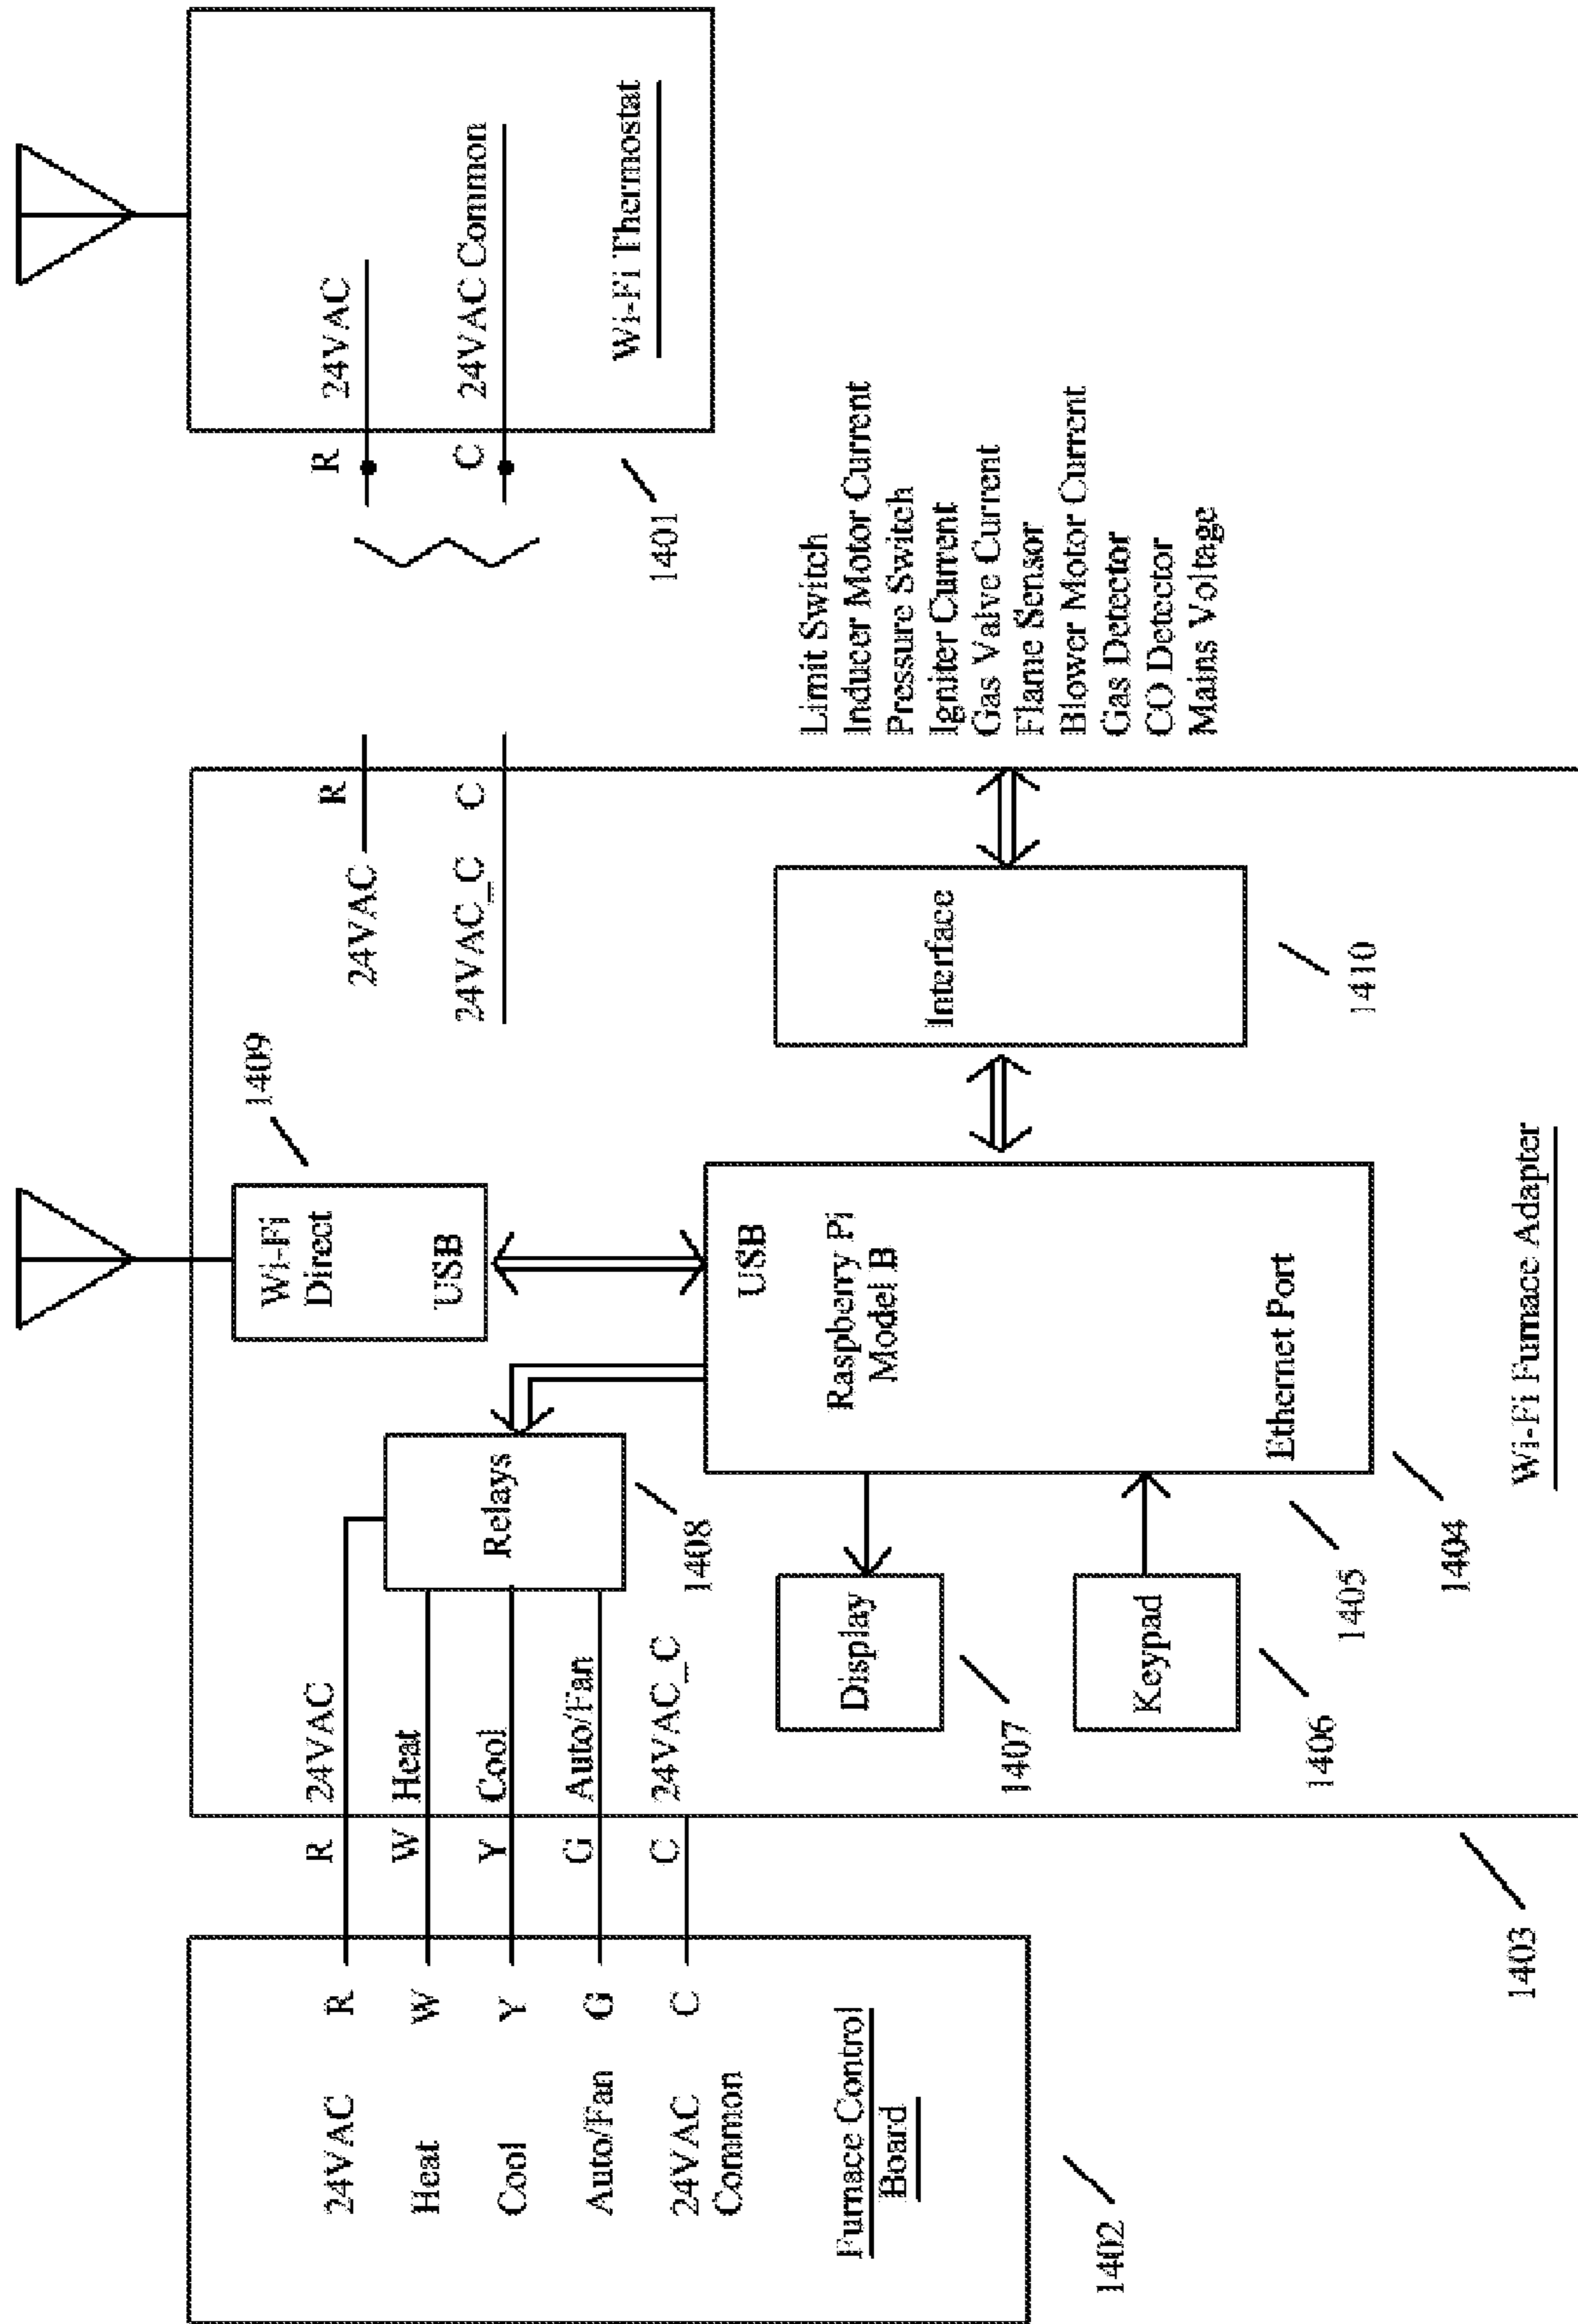 24VAC R
Heat W
Cool Y
Auto/Fan G
24VAC
Common
C
Furnace Control
Board
1402
R 24VAC
W Heat
Y Cool
G Auto/Fan
C 24VAC_C
1403
Relays
1408
Display
1407
Keypad
1406
1405
1404
Wi-Fi
Direct
USB
1409
USB
Raspberry Pi
Model B
Ethernet Port
Interface
1410
24VAC R
24VAC_C C
Wi-Fi Furnace Adapter
Limit Switch
Inducer Motor Current
Pressure Switch
Igniter Current
Gas Valve Current
Flame Sensor
Blower Motor Current
Gas Detector
CO Detector
Mains Voltage
R 24VAC
C 24VAC Common
Wi-Fi Thermostat
1401